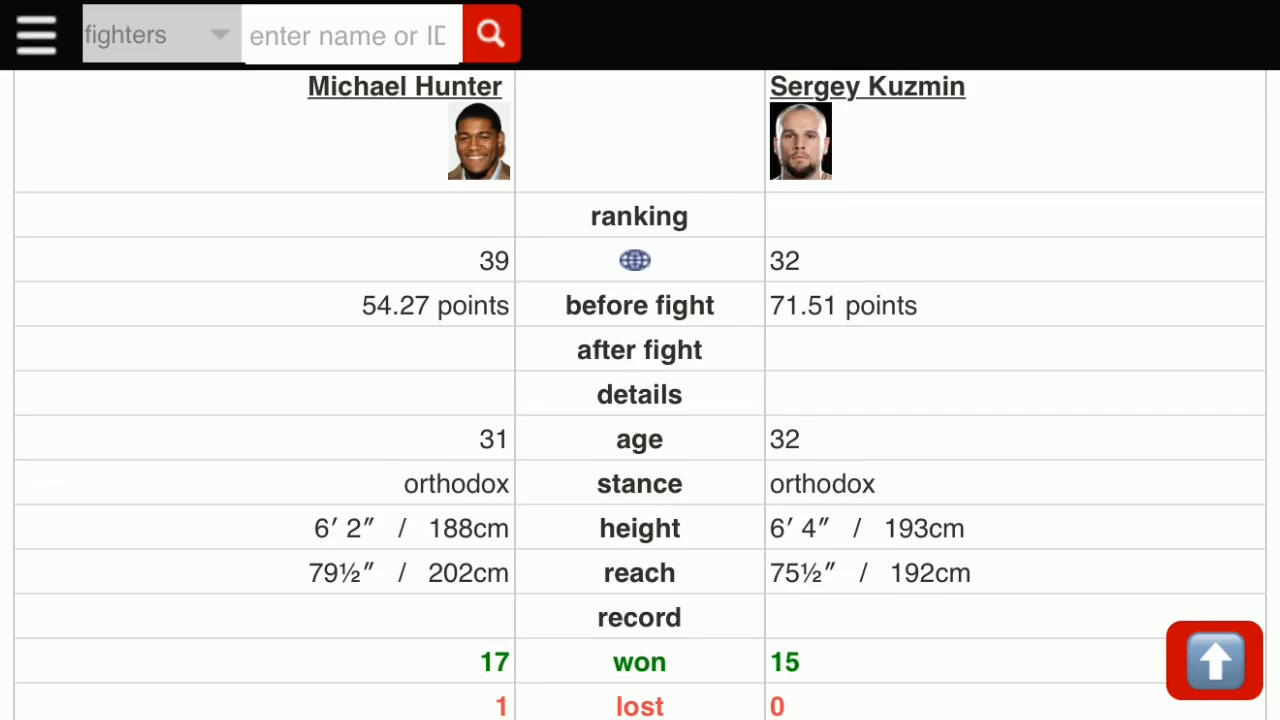 fighters enter name or ID
Michael Hunter Sergey Kuzmin
ranking
39 32
54.27 points before fight 71.51 points
after fight
details
31 age 32
orthodox stance orthodox
6′ 2″ / 188cm height 6′ 4″ / 193cm
79½″ / 202cm reach 75½″ / 192cm
record
17 won 15
1 lost 0